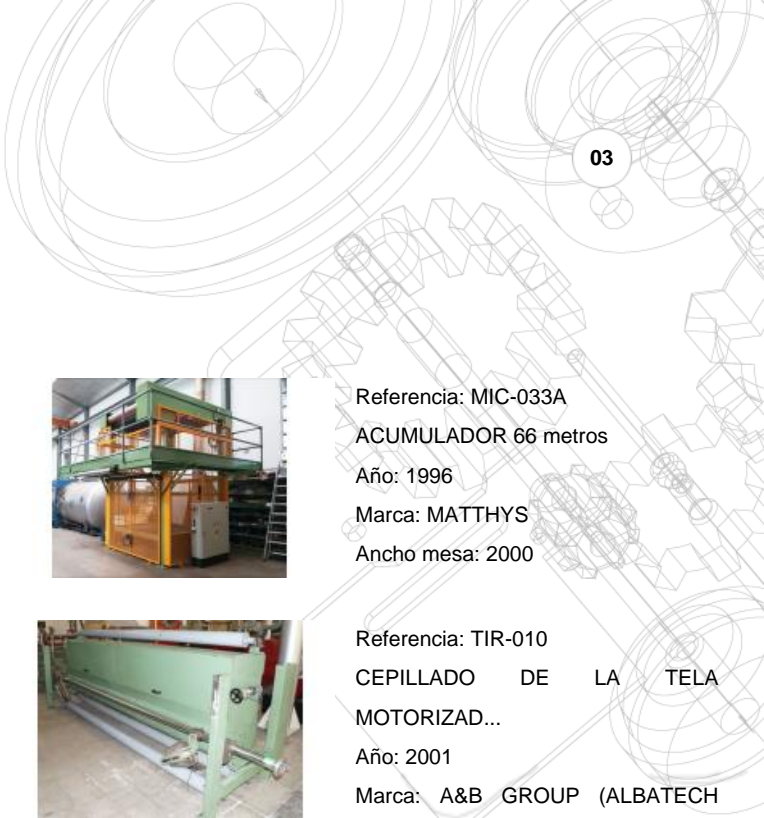 03
Referencia: MIC-033A
ACUMULADOR 66 metros
Año: 1996
Marca: MATTHYS
Ancho mesa: 2000
Referencia: TIR-010
CEPILLADO DE LA TELA
MOTORIZAD...
Año: 2001
Marca: A&B GROUP (ALBATECH